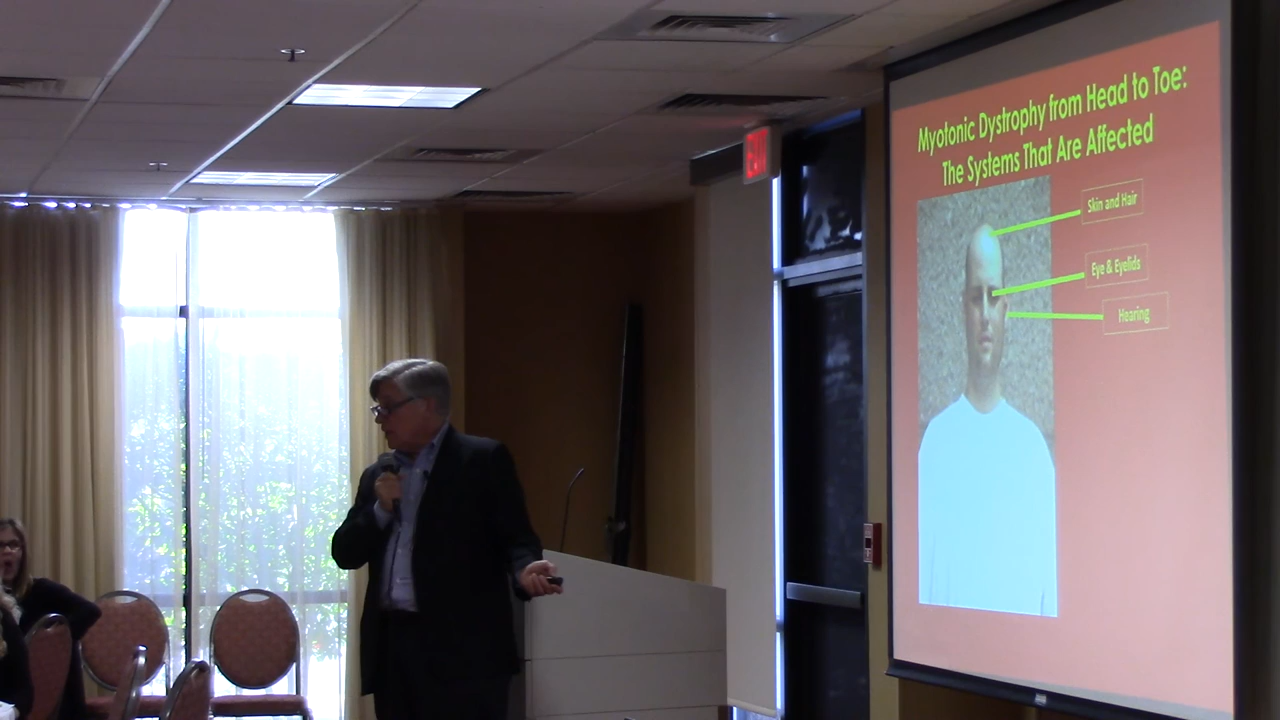 EXIT
Myotonic Dystrophy from Head to Toe:
The Systems That Are Affected
Skin and Hair
Eye & Eyelids
Hearing